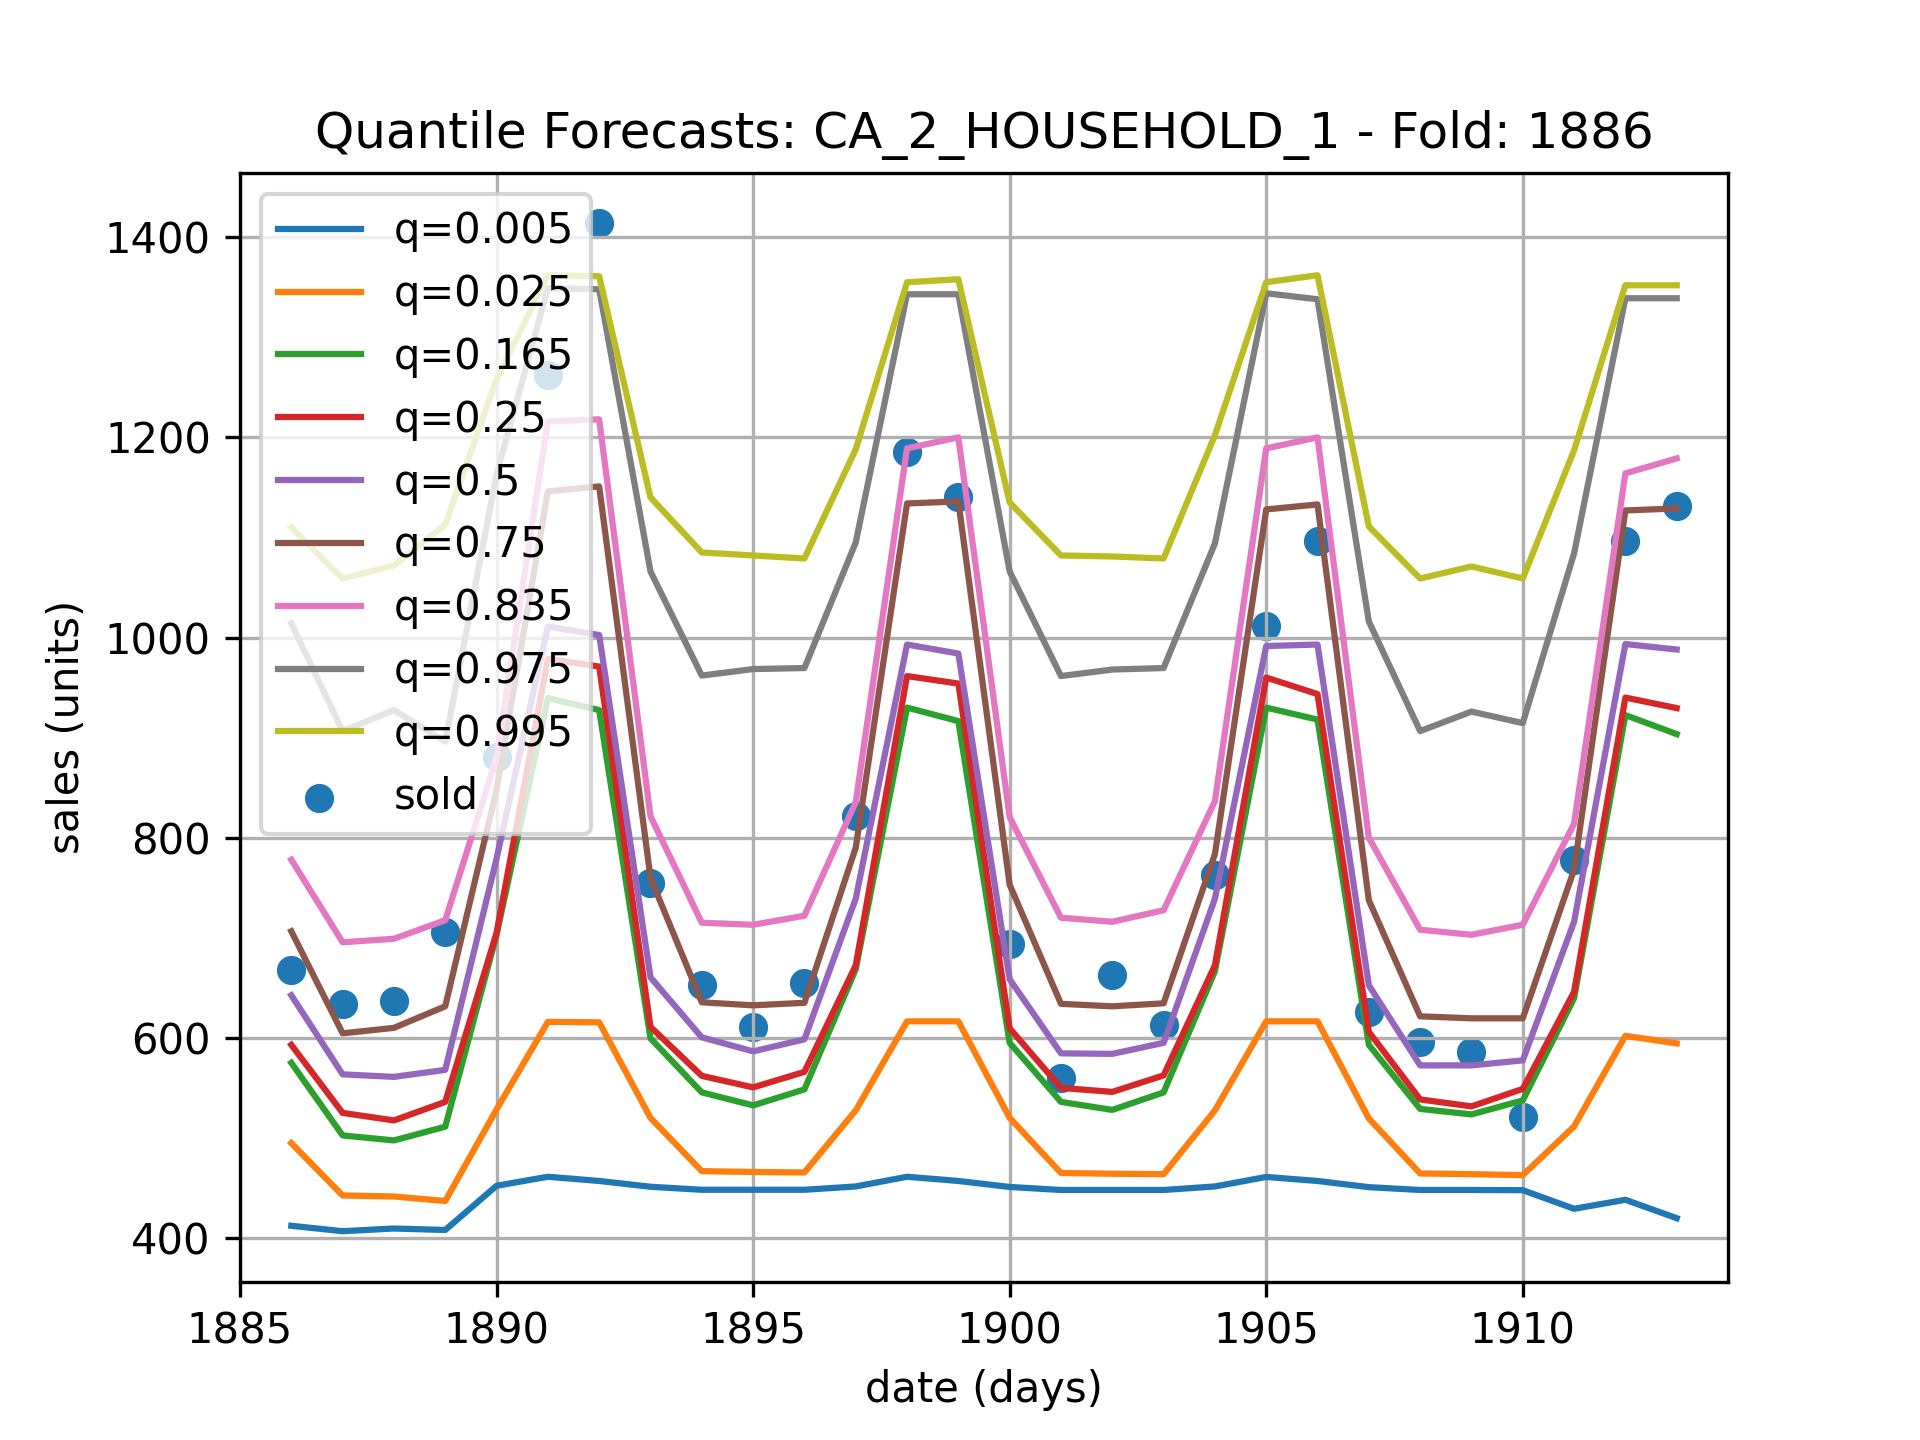 Quantile Forecasts: CA_2_HOUSEHOLD_1 - Fold: 1886
q=0.005
q=0.025
q=0.165
q=0.25
q=0.5
q=0.75
q=0.835
q=0.975
q=0.995
sold
1400
1200
1000
800
600
400
sales (units)
1885 1890 1895 1900 1905 1910
date (days)